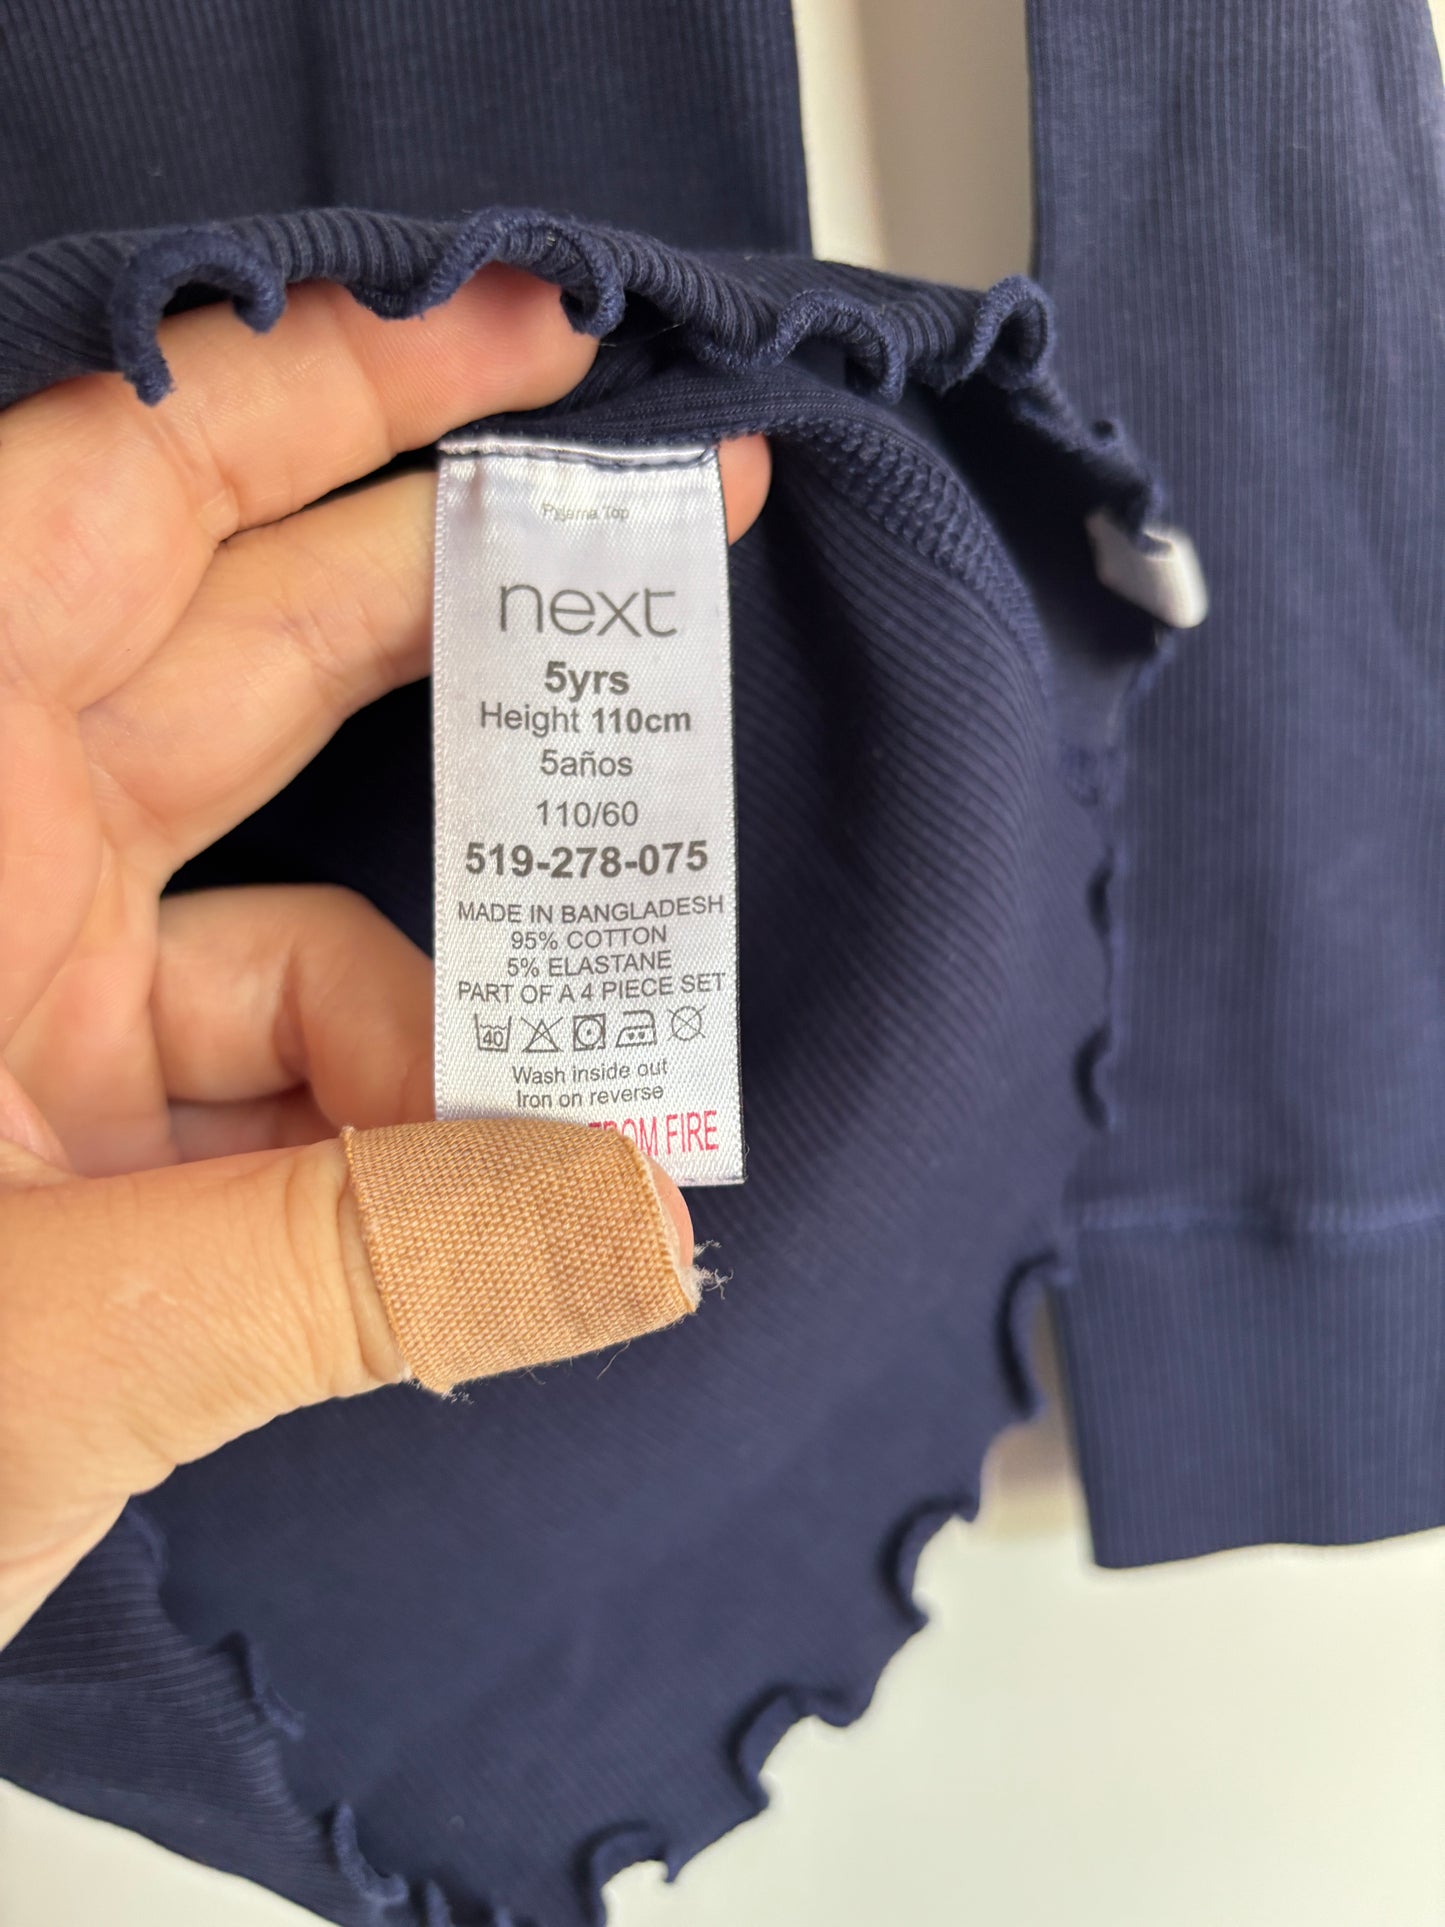 Pyjama Top
next
5yrs
Height 110cm
5años
110/60
519-278-075
MADE IN BANGLADESH
95% COTTON
5% ELASTANE
PART OF A 4 PIECE SET
40
Wash inside out
Iron on reverse
FROM FIRE